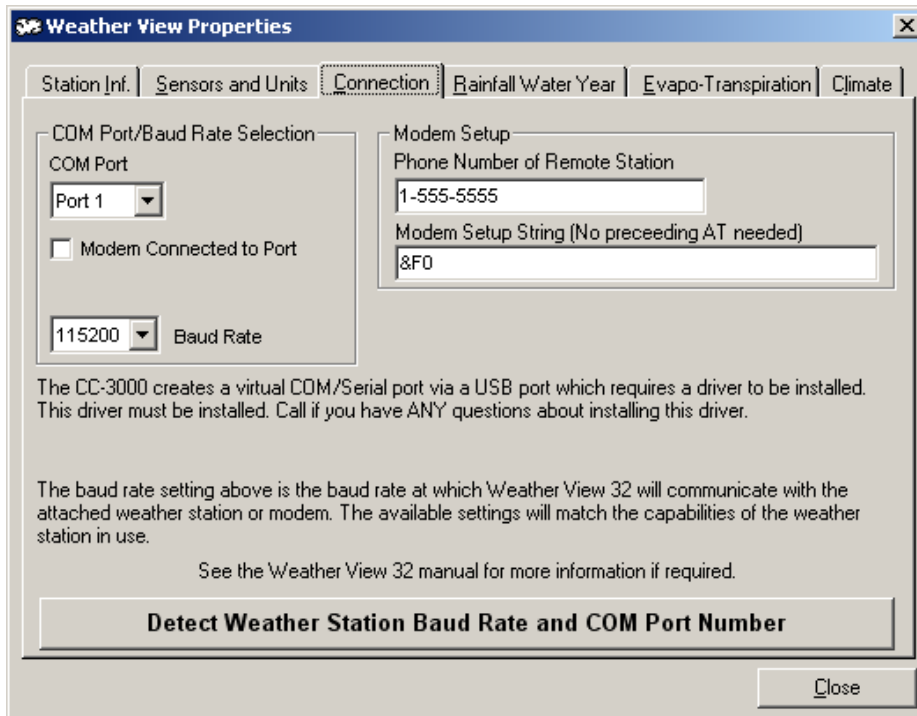 Weather View Properties
Station Inf.
Sensors and Units
Connection
Rainfall Water Year
Evapo-Transpiration
Climate
COM Port/Baud Rate Selection
COM Port
Port 1
Modem Connected to Port
115200
Baud Rate
Modem Setup
Phone Number of Remote Station
1-555-5555
Modem Setup String (No preceeding AT needed)
&F0
The CC-3000 creates a virtual COM/Serial port via a USB port which requires a driver to be installed.
This driver must be installed. Call if you have ANY questions about installing this driver.
The baud rate setting above is the baud rate at which Weather View 32 will communicate with the
attached weather station or modem. The available settings will match the capabilities of the weather
station in use.
See the Weather View 32 manual for more information if required.
Detect Weather Station Baud Rate and COM Port Number
Close